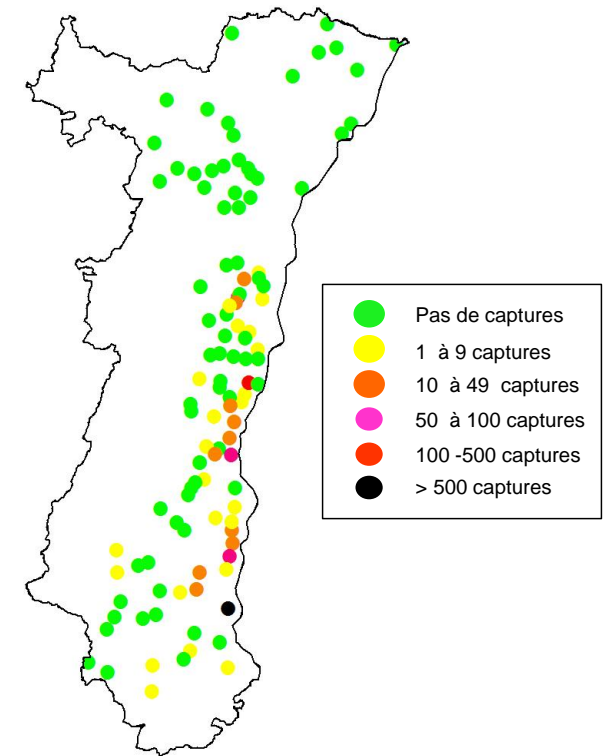 Pas de captures
1 à 9 captures
10 à 49 captures
50 à 100 captures
100 -500 captures
> 500 captures